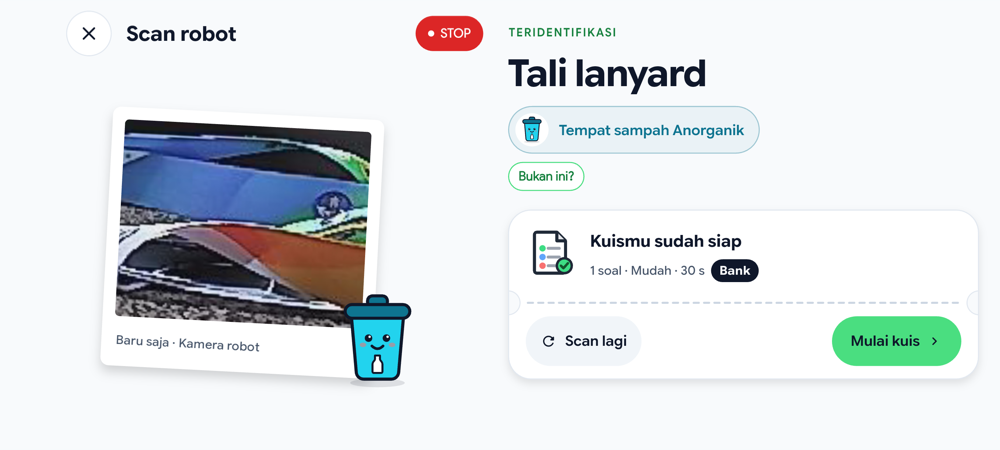 Scan robot
STOP
Baru saja · Kamera robot
TERIDENTIFIKASI
Tali lanyard
Tempat sampah Anorganik
Bukan ini?
Kuismu sudah siap
1 soal · Mudah · 30 s Bank
Scan lagi
Mulai kuis